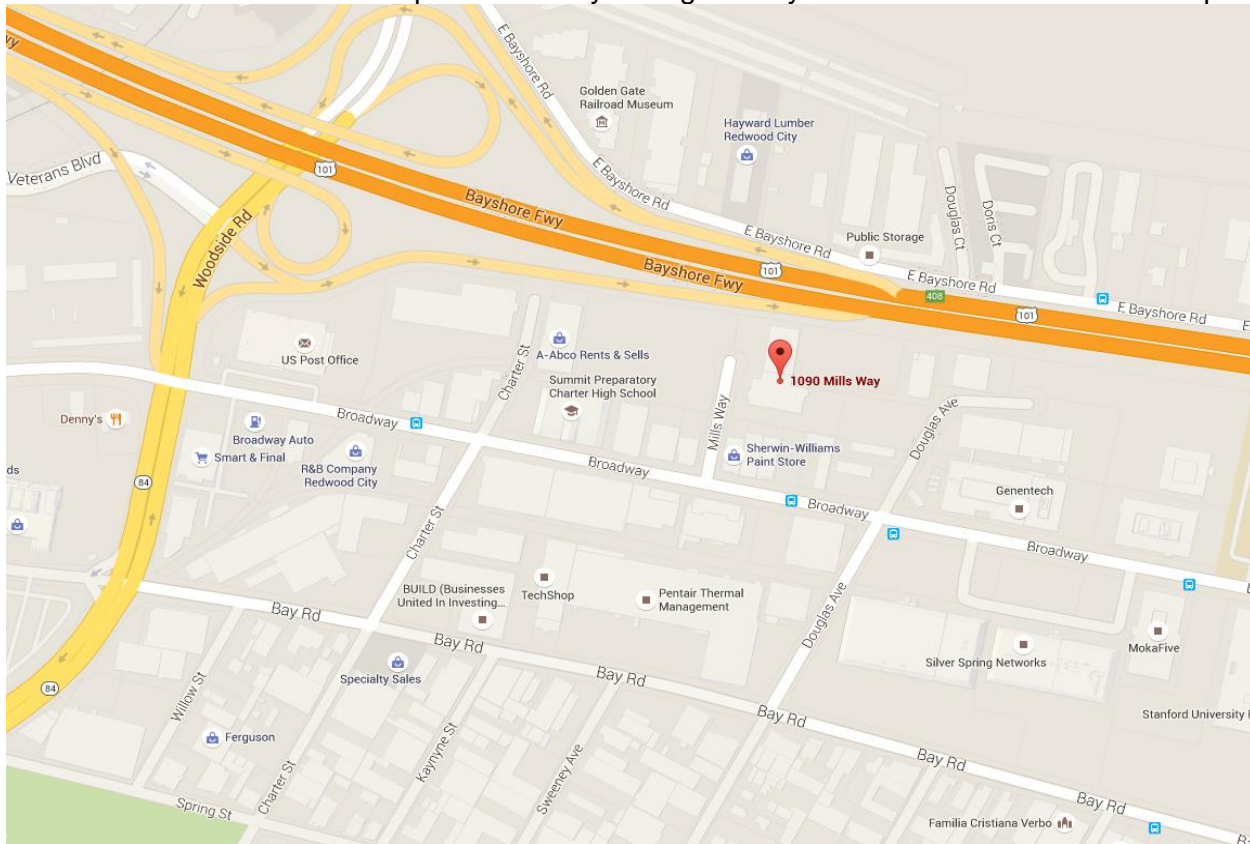 E Bayshore Rd
Golden Gate
Railroad Museum
Hayward Lumber
Redwood City
101
Veterans Blvd
Woodside Rd
Bayshore Fwy
E Bayshore Rd
E Bayshore Rd
Public Storage
Douglas Ct
Doris Ct
Bayshore Fwy
101
E Bayshore Rd
408
101
E Bayshore Rd
US Post Office
Charter St
A-Abco Rents & Sells
Summit Preparatory
Charter High School
1090 Mills Way
Denny's
Broadway
Broadway Auto
Smart & Final
R&B Company
Redwood City
Broadway
Mills Way
Sherwin-Williams
Paint Store
Douglas Ave
84
Genentech
Broadway
Broadway
Charter St
BUILD (Businesses
United In Investing...
TechShop
Pentair Thermal
Management
Douglas Ave
Bay Rd
Bay Rd
Silver Spring Networks
MokaFive
Specialty Sales
Bay Rd
84
Willow St
Bay Rd
Stanford University
Ferguson
Kaynyne St
Sweeney Ave
Bay Rd
Charter St
Spring St
Bay Rd
Familia Cristiana Verbo